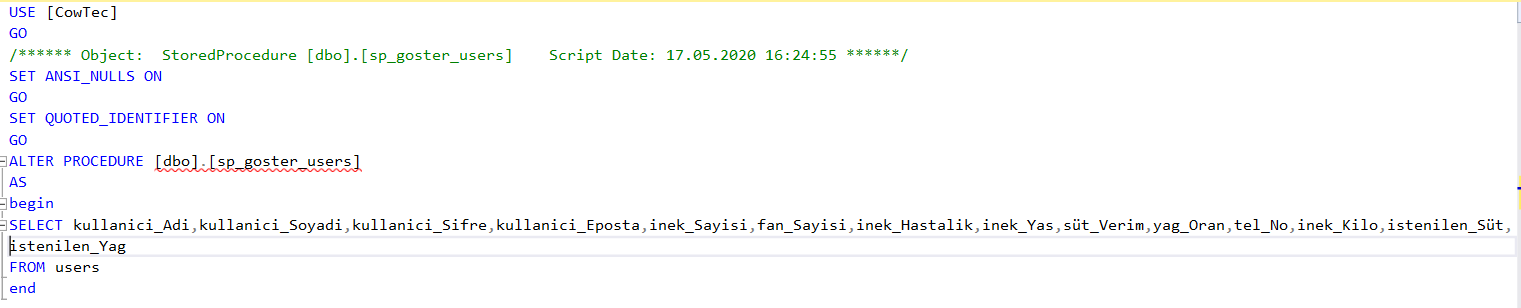 USE [CowTec]
GO
/****** Object:  StoredProcedure [dbo].[sp_goster_users]    Script Date: 17.05.2020 16:24:55 ******/
SET ANSI_NULLS ON
GO
SET QUOTED_IDENTIFIER ON
GO
ALTER PROCEDURE [dbo].[sp_goster_users]
AS
begin
SELECT kullanici_Adi,kullanici_Soyadi,kullanici_Sifre,kullanici_Eposta,inek_Sayisi,fan_Sayisi,inek_Hastalik,inek_Yas,süt_Verim,yag_Oran,tel_No,inek_Kilo,istenilen_Süt,
istenilen_Yag
FROM users
end